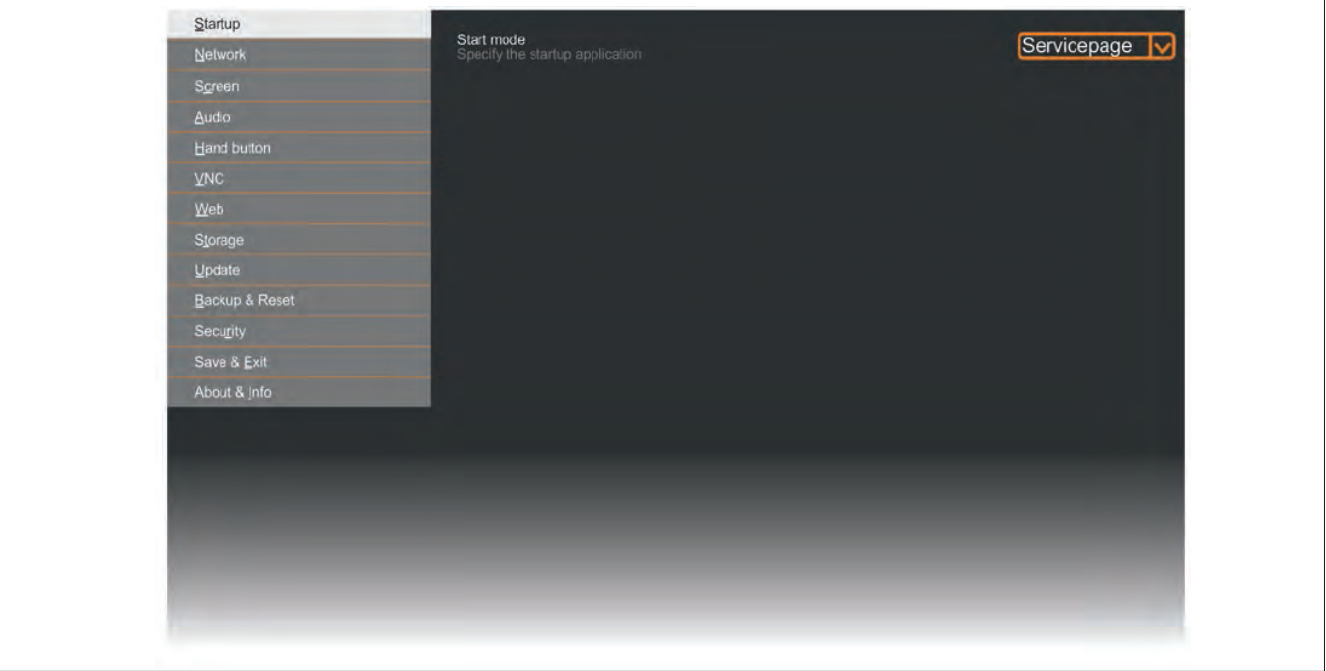 Startup
Network
Screen
Audio
Hand button
VNC
Web
Storage
Update
Backup & Reset
Security
Save & Exit
About & Info
Start mode
Specify the startup application
Servicepage